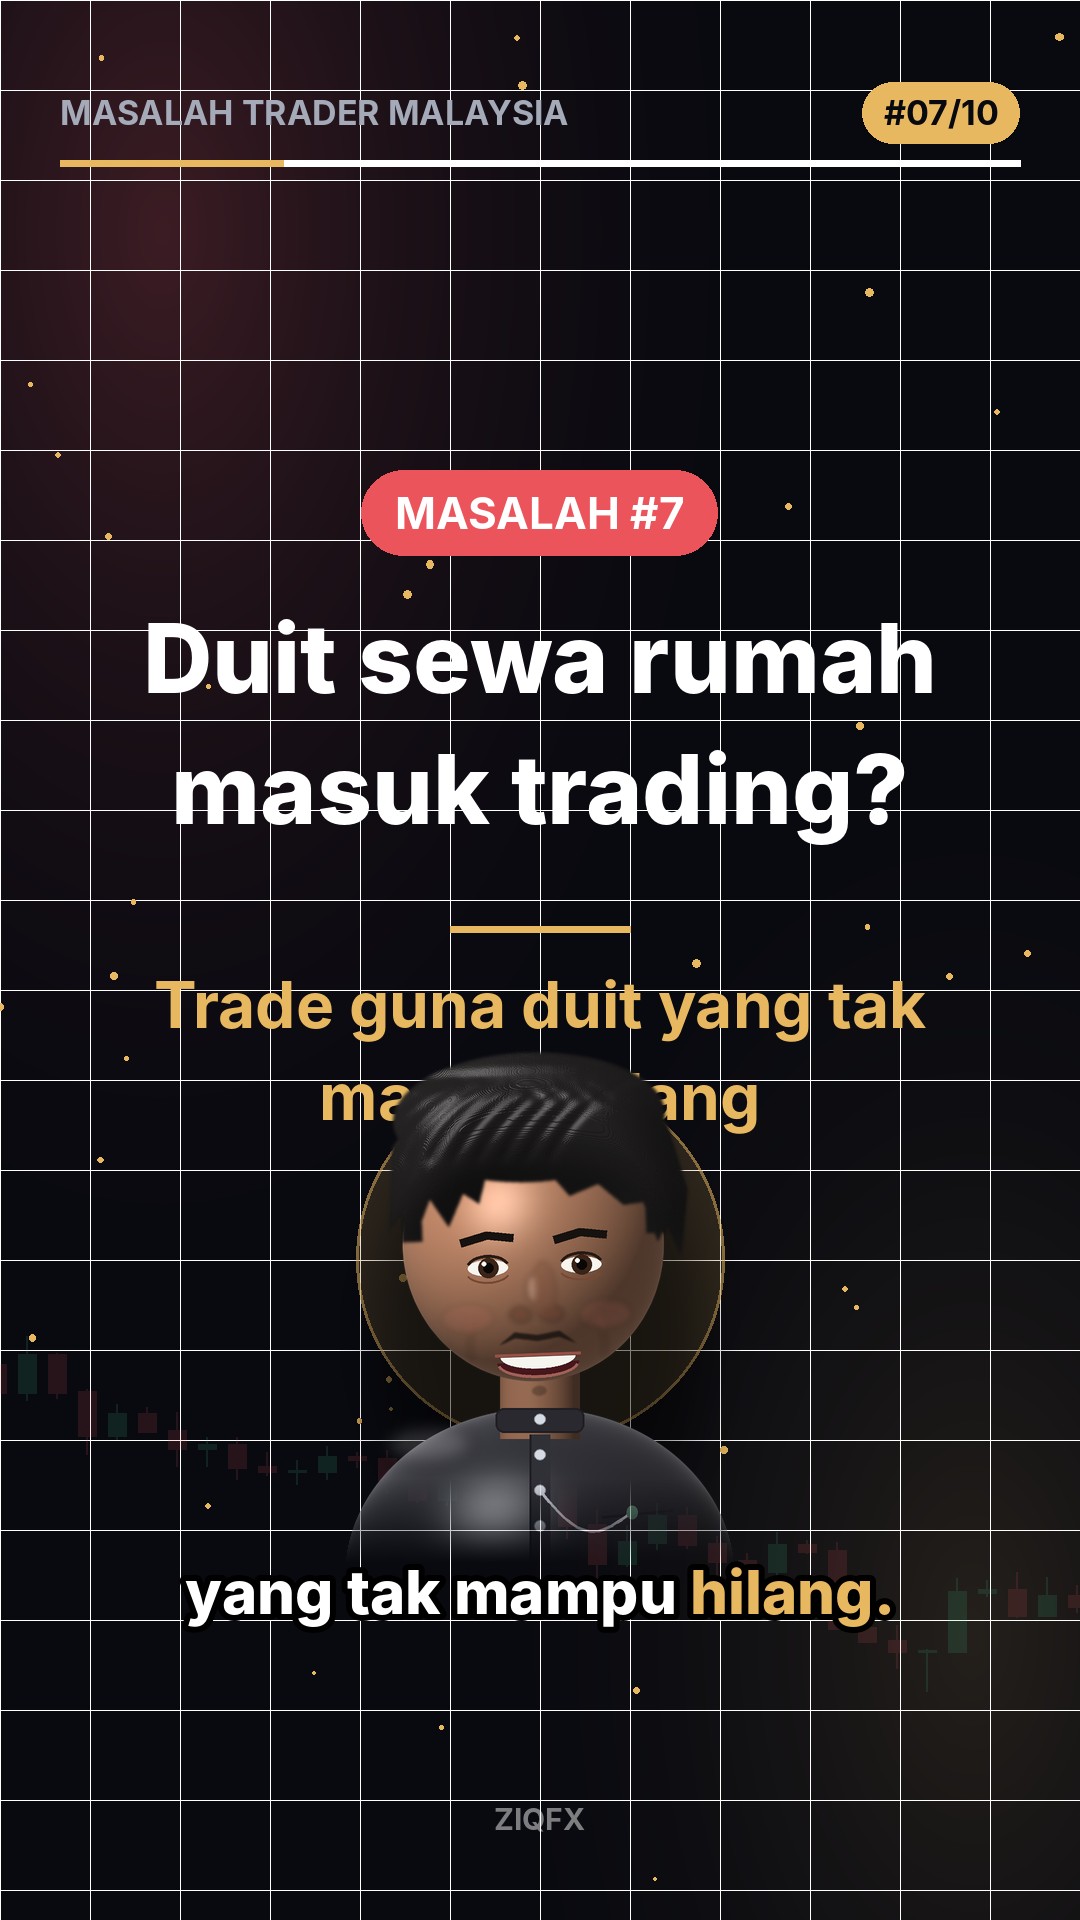 MASALAH TRADER MALAYSIA
#07/10
MASALAH #7
Duit sewa rumah
masuk trading?
Trade guna duit yang tak
yang tak mampu hilang.
ZIQFX